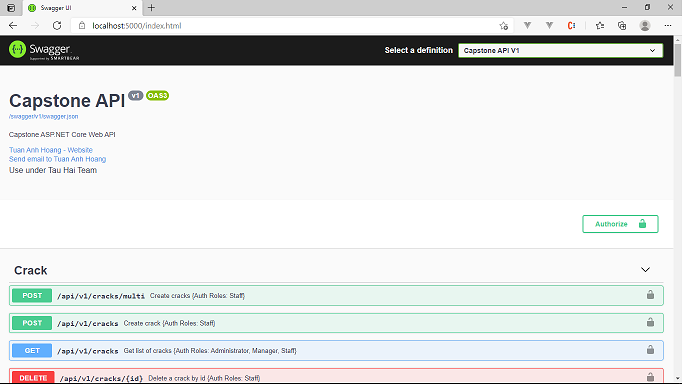 Swagger UI
localhost:5000/index.html
Swagger
Supported by SMARTBEAR
Select a definition
Capstone API V1
Capstone API v1 OAS3
/swagger/v1/swagger.json
Capstone ASP.NET Core Web API
Tuan Anh Hoang - Website
Send email to Tuan Anh Hoang
Use under Tau Hai Team
Authorize
Crack
POST /api/v1/cracks/multi Create cracks {Auth Roles: Staff}
POST /api/v1/cracks Create crack {Auth Roles: Staff}
GET /api/v1/cracks Get list of cracks {Auth Roles: Administrator, Manager, Staff}
DELETE /api/v1/cracks/{id} Delete a crack by id {Auth Roles: Staff}